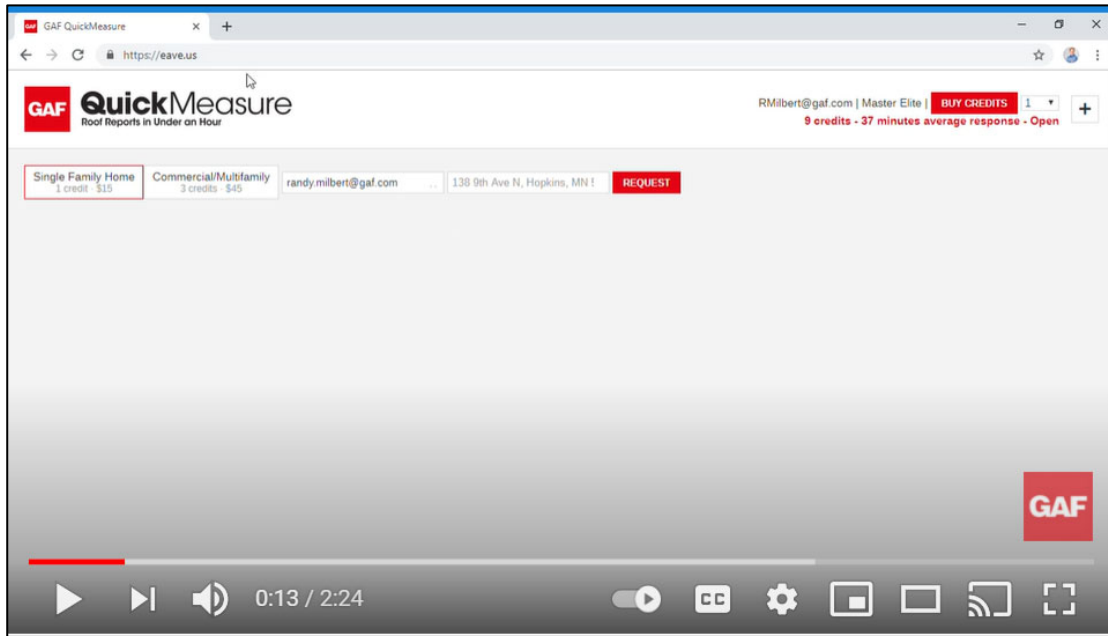 GAF GAF QuickMeasure
https://eave.us
GAF QuickMeasure
Roof Reports in Under an Hour
RMilbert@gaf.com | Master Elite | BUY CREDITS 1
9 credits - 37 minutes average response - Open
Single Family Home
1 credit - $15
Commercial/Multifamily
3 credits - $45
randy.milbert@gaf.com
138 9th Ave N, Hopkins, MN
REQUEST
GAF
0:13 / 2:24
CC